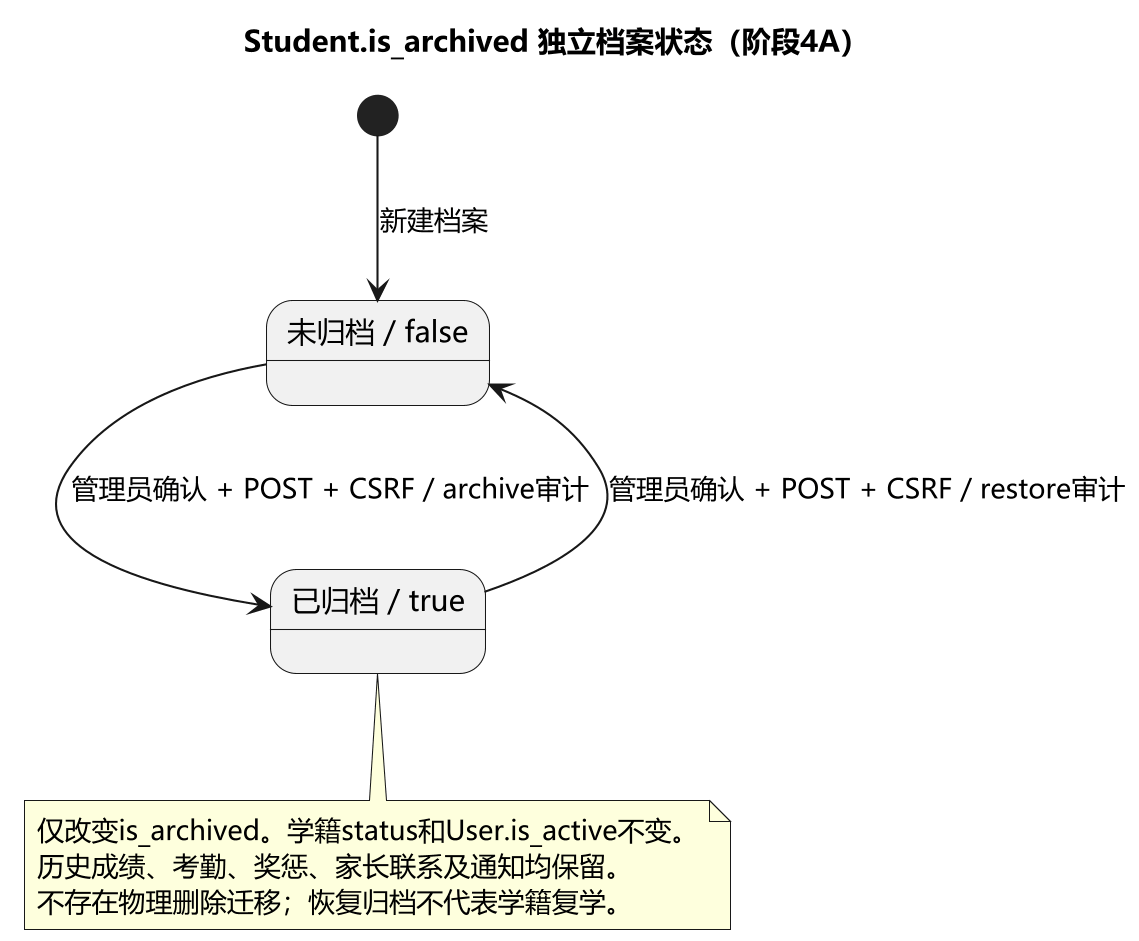 Student.is_archived 独立档案状态（阶段4A）
新建档案
未归档 / false
管理员确认 + POST + CSRF / archive审计
管理员确认 + POST + CSRF / restore审计
已归档 / true
仅改变is_archived。学籍status和User.is_active不变。
历史成绩、考勤、奖惩、家长联系及通知均保留。
不存在物理删除迁移；恢复归档不代表学籍复学。